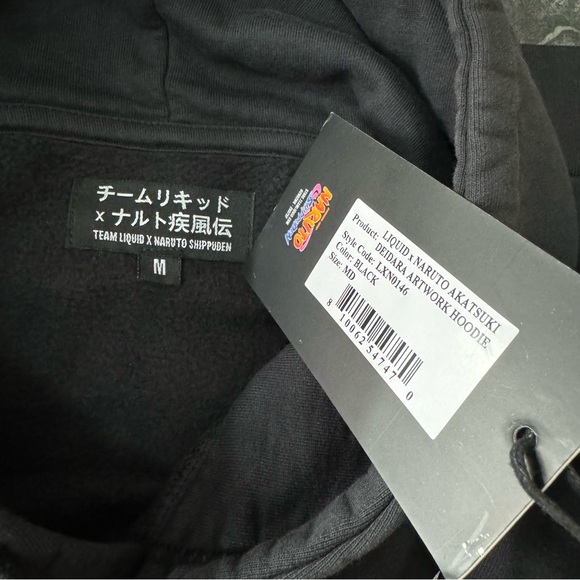 チームリキッド
x ナルト疾風伝
TEAM LIQUID X NARUTO SHIPPUDEN
M
NARUTO
SHIPPUDEN
Product: LIQUID x NARUTO AKATSUKI
DEIDARA ARTWORK HOODIE
Style Code: LXN0146
Color: BLACK
Size: MD
8 10062 54747 0